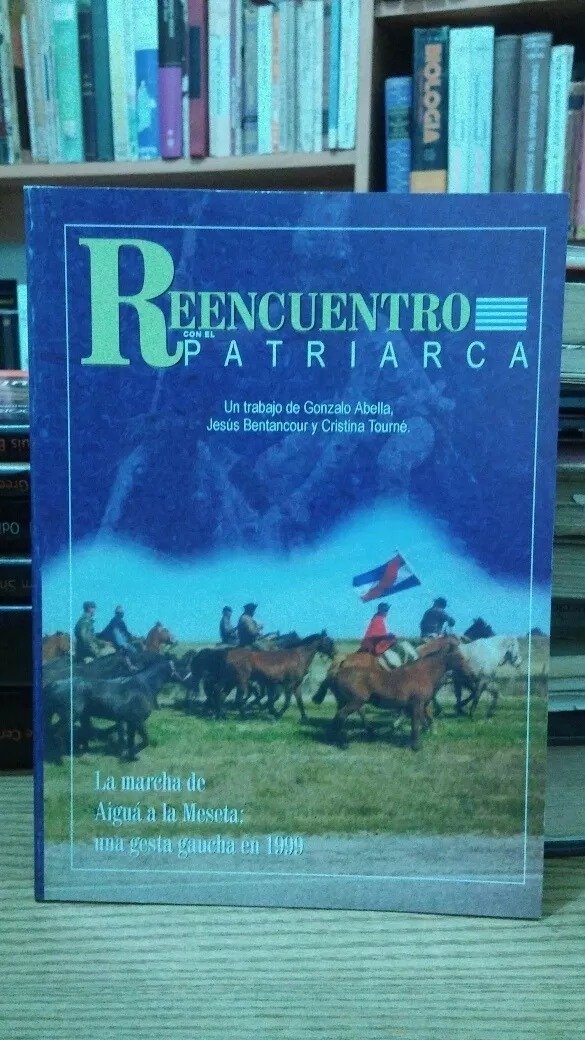 BIOLOGIA
REENCUENTRO
CON EL
PATRIARCA
Un trabajo de Gonzalo Abella,
Jesús Bentancour y Cristina Tourné.
La marcha de
Aiguá a la Meseta;
una gesta gaucha en 1999